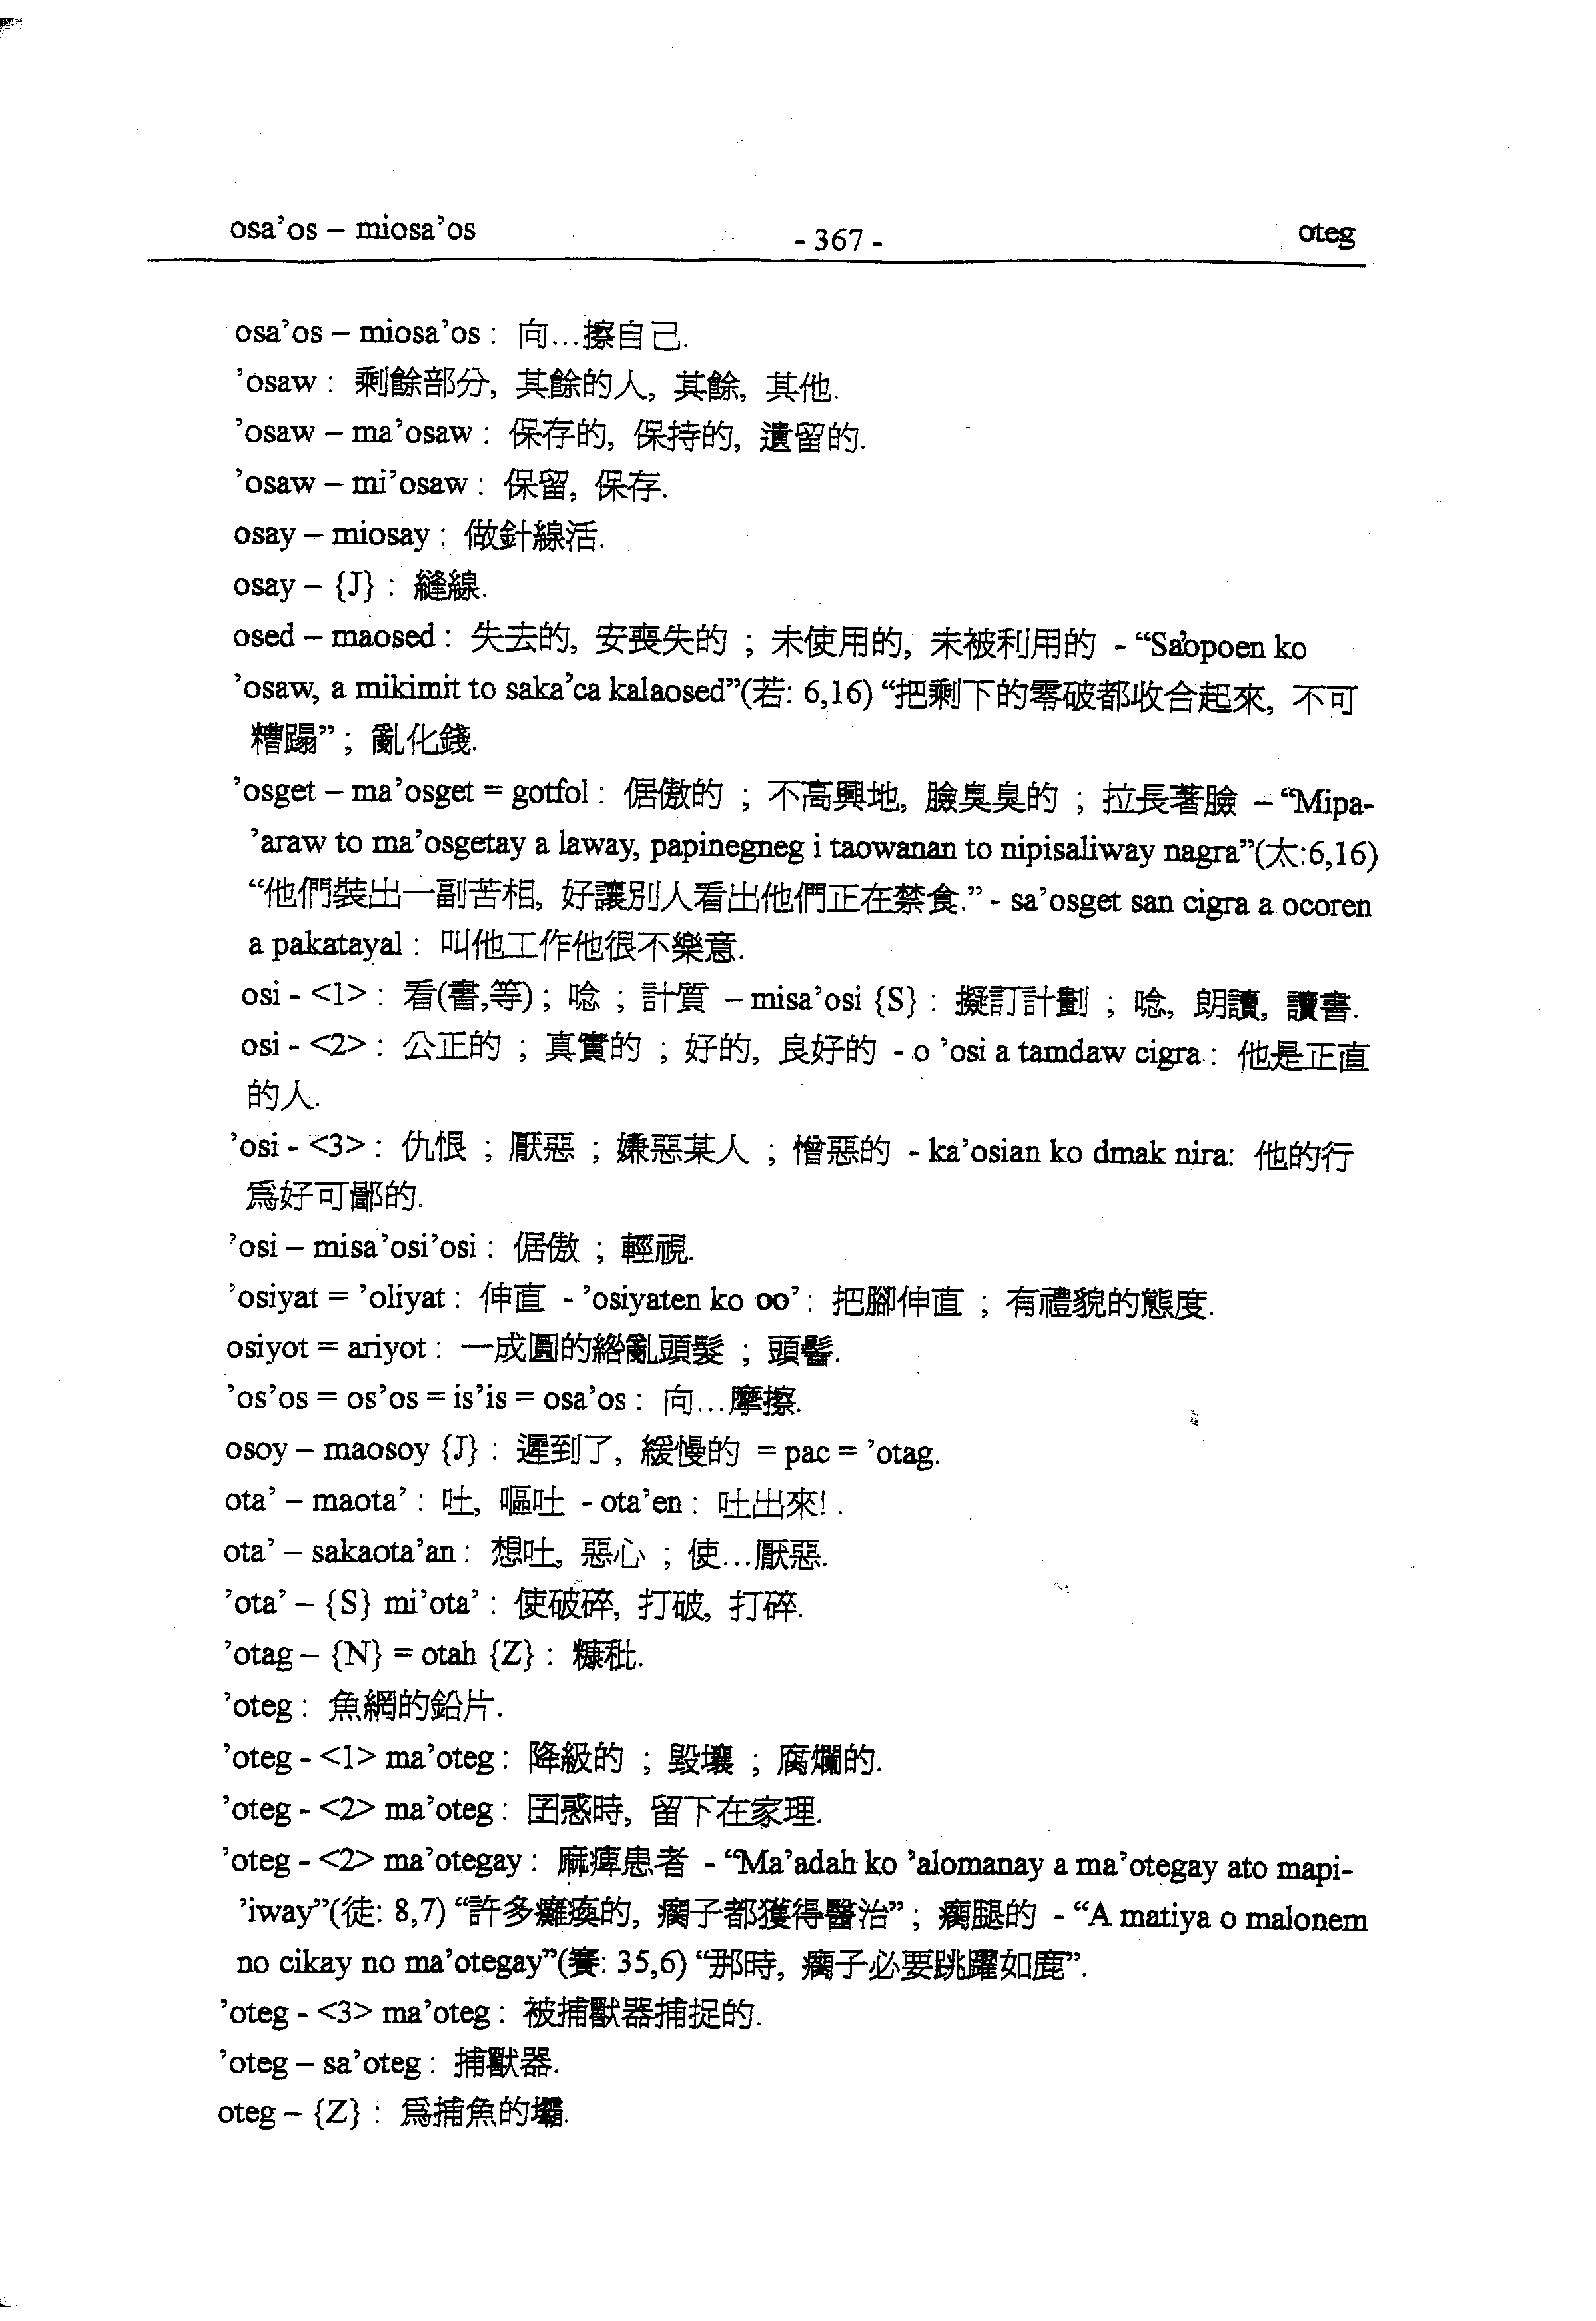 osa’os – miosa’os
- 367 -
oteg
osa’os – miosa’os : 向…擦自己.
’osaw : 剩餘部分, 其餘的人, 其餘, 其他.
’osaw – ma’osaw : 保存的, 保持的, 遺留的.
’osaw – mi’osaw : 保留, 保存.
osay – miosay : 做針線活.
osay – {J} : 縫線.
osed – maosed : 失去的, 安喪失的 ; 未使用的, 未被利用的 - “Sa’opoen ko
’osaw, a mikimit to saka’ca kalaosed”(若: 6,16) “把剩下的零破都收合起來, 不可
糟蹋” ; 亂化錢.
’osget – ma’osget = gotfol : 倨傲的 ; 不高興地, 臉臭臭的 ; 拉長著臉 – “Mipa-
’araw to ma’osgetay a laway, papinegneg i taowanan to nipisaliway nagra”(太:6,16)
“他們裝出一副苦相, 好讓別人看出他們正在禁食.” - sa’osget san cigra a ocoren
a pakatayal : 叫他工作他很不樂意.
osi - <1> : 看(書,等) ; 唸 ; 計質 – misa’osi {S} : 擬訂計劃 ; 唸, 朗讀, 讀書.
osi - <2> : 公正的 ; 真實的 ; 好的, 良好的 - o ’osi a tamdaw cigra : 他是正直
的人.
’osi - <3> : 仇恨 ; 厭惡 ; 嫌惡某人 ; 憎惡的 - ka’osian ko dmak nira: 他的行
為好可鄙的.
’osi – misa’osi’osi : 倨傲 ; 輕視.
’osiyat = ’oliyat : 伸直 - ’osiyaten ko oo’ : 把腳伸直 ; 有禮貌的態度.
osiyot = ariyot : 一成圓的綹亂頭髮 ; 頭髻.
’os’os = os’os = is’is = osa’os : 向…摩擦.
osoy – maosoy {J} : 遲到了, 緩慢的 = pac = ’otag.
ota’ – maota’ : 吐, 嘔吐 - ota’en : 吐出來! .
ota’ – sakaota’an : 想吐, 惡心 ; 使…厭惡.
’ota’ – {S} mi’ota’ : 使破碎, 打破, 打碎.
’otag – {N} = otah {Z} : 糠秕.
’oteg : 魚網的鉛片.
’oteg - <1> ma’oteg : 降級的 ; 毀壤 ; 腐爛的.
’oteg - <2> ma’oteg : 困惑時, 留下在家理.
’oteg - <2> ma’otegay : 麻痺患者 - “Ma’adah ko ’alomanay a ma’otegay ato mapi-
’iway”(徒: 8,7) “許多癱瘓的, 瘸子都獲得醫治” ; 瘸腿的 - “A matiya o malonem
no cikay no ma’otegay”(賽: 35,6) “那時, 瘸子必要跳躍如鹿”.
’oteg - <3> ma’oteg : 被捕獸器捕捉的.
’oteg – sa’oteg : 捕獸器.
oteg – {Z} : 為捕魚的壩.